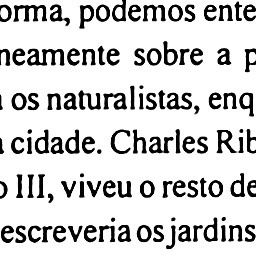 orma, podemos ente
neamente sobre a p
os naturalistas, enq
cidade. Charles Rib
o III, viveu o resto de
escreveria os jardins